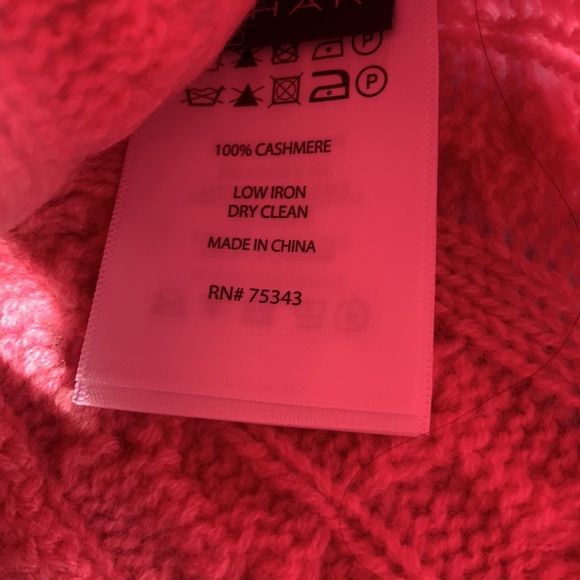 P
P
100% CASHMERE
LOW IRON
DRY CLEAN
MADE IN CHINA
RN# 75343